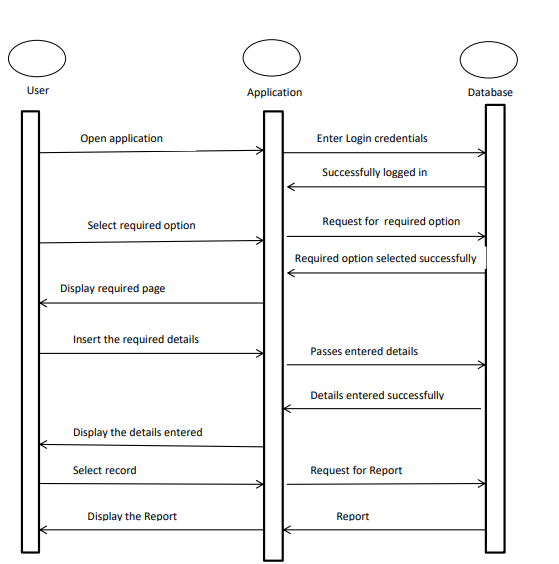 User
Application
Database
Open application
Enter Login credentials
Successfully logged in
Select required option
Request for required option
Required option selected successfully
Display required page
Insert the required details
Passes entered details
Details entered successfully
Display the details entered
Select record
Request for Report
Display the Report
Report